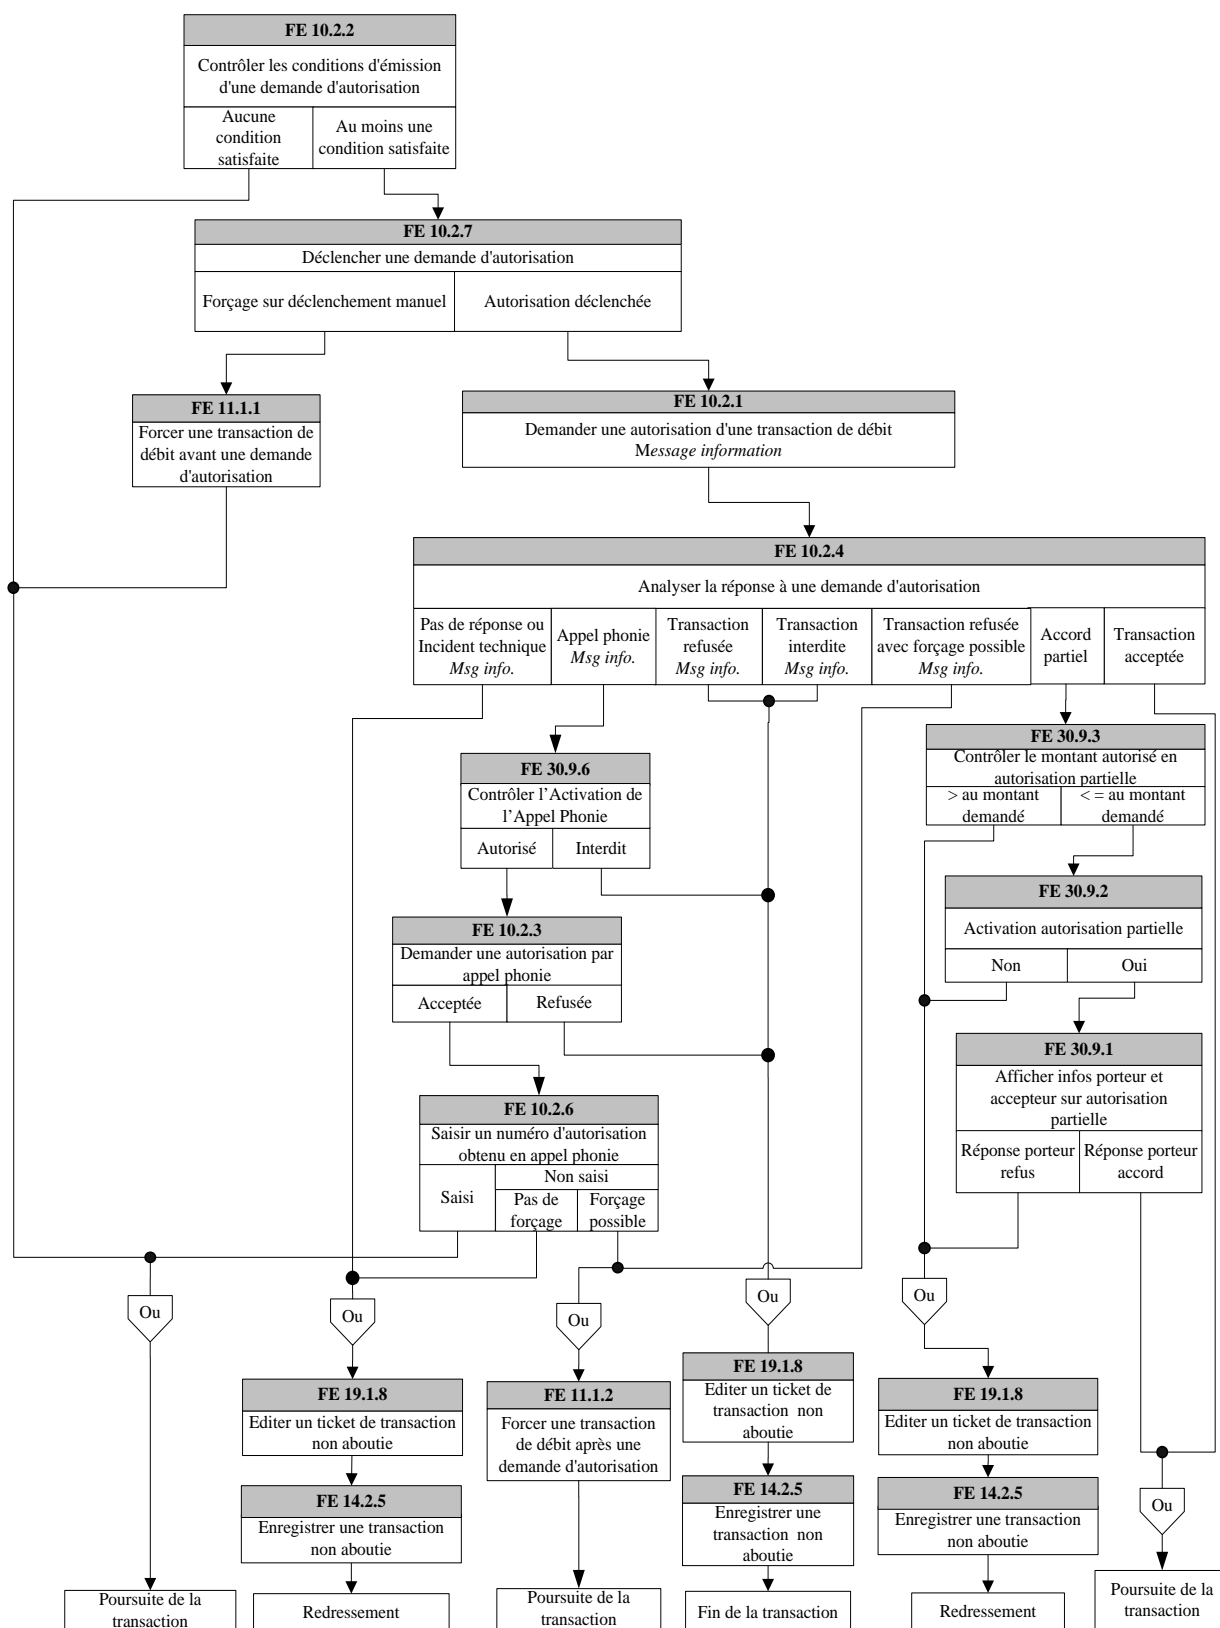 FE 10.2.2
Contrôler les conditions d'émission
d'une demande d'autorisation
Aucune
condition
satisfaite
Au moins une
condition satisfaite
FE 10.2.7
Déclencher une demande d'autorisation
Forçage sur déclenchement manuel
Autorisation déclenchée
FE 11.1.1
Forcer une transaction de
débit avant une demande
d'autorisation
FE 10.2.1
Demander une autorisation d'une transaction de débit
Message information
FE 10.2.4
Analyser la réponse à une demande d'autorisation
Pas de réponse ou
Incident technique
Msg info.
Appel phonie
Msg info.
Transaction
refusée
Msg info.
Transaction
interdite
Msg info.
Transaction refusée
avec forçage possible
Msg info.
Accord
partiel
Transaction
acceptée
FE 30.9.6
Contrôler l’Activation de
l’Appel Phonie
Autorisé
Interdit
FE 30.9.3
Contrôler le montant autorisé en
autorisation partielle
> au montant
demandé
< = au montant
demandé
FE 30.9.2
Activation autorisation partielle
Non
Oui
FE 10.2.3
Demander une autorisation par
appel phonie
Acceptée
Refusée
FE 30.9.1
Afficher infos porteur et
accepteur sur autorisation
partielle
Réponse porteur
refus
Réponse porteur
accord
FE 10.2.6
Saisir un numéro d'autorisation
obtenu en appel phonie
Saisi
Non saisi
Pas de
forçage
Forçage
possible
Ou
Ou
Ou
Ou
Ou
FE 19.1.8
Editer un ticket de transaction
non aboutie
FE 11.1.2
Forcer une transaction
de débit après une
demande d'autorisation
FE 19.1.8
Editer un ticket de
transaction non
aboutie
FE 19.1.8
Editer un ticket de transaction
non aboutie
FE 14.2.5
Enregistrer une transaction
non aboutie
FE 14.2.5
Enregistrer une
transaction non
aboutie
FE 14.2.5
Enregistrer une transaction
non aboutie
Ou
Poursuite de la
transaction
Redressement
Poursuite de la
transaction
Fin de la transaction
Redressement
Poursuite de la
transaction